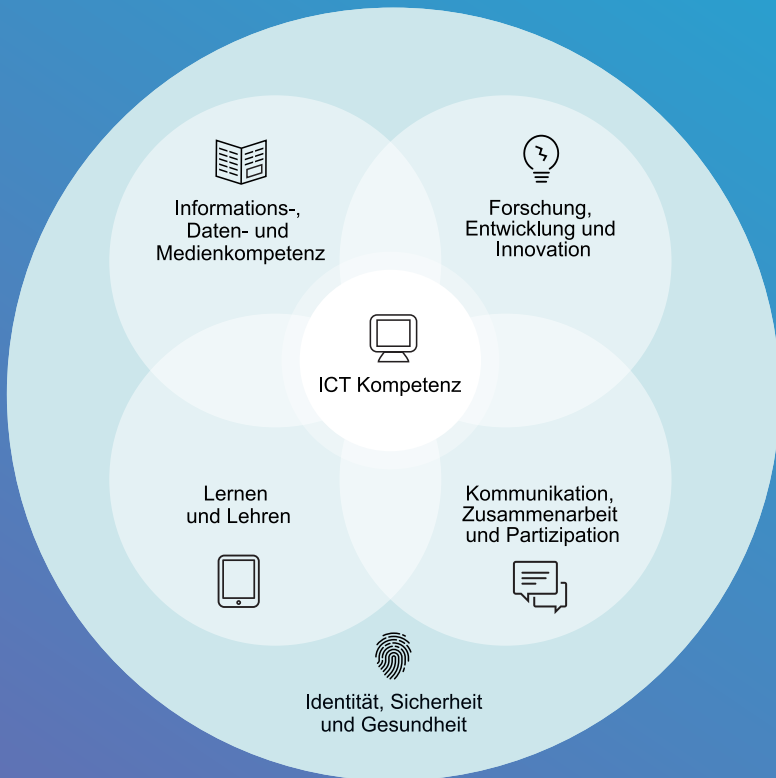 Informations-,
Daten- und
Medienkompetenz
Forschung,
Entwicklung und
Innovation
ICT Kompetenz
Lernen
und Lehren
Kommunikation,
Zusammenarbeit
und Partizipation
Identität, Sicherheit
und Gesundheit